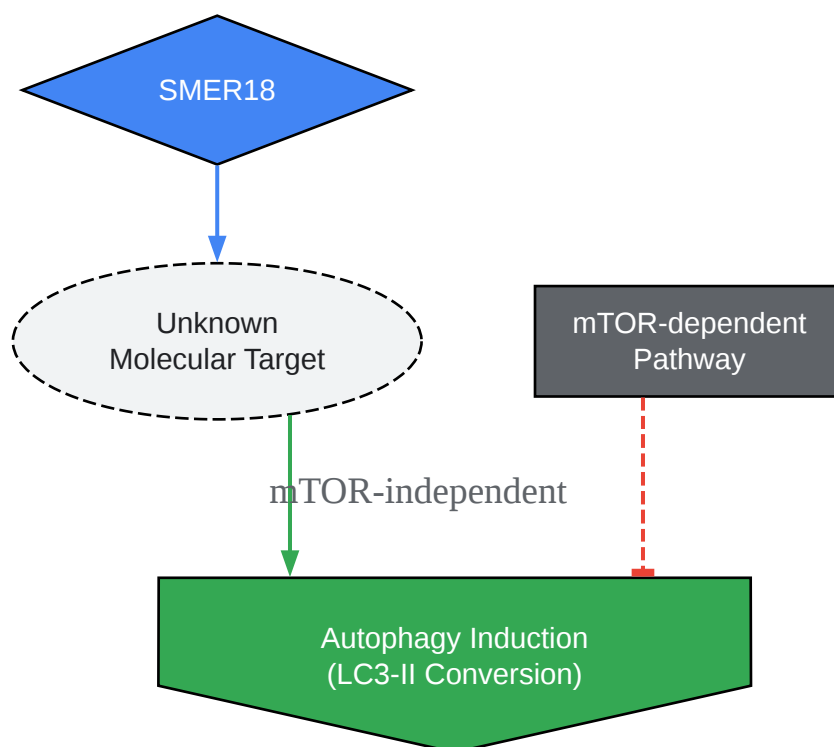 SMER18
Unknown
Molecular Target
mTOR-dependent
Pathway
mTOR-independent
Autophagy Induction
(LC3-II Conversion)